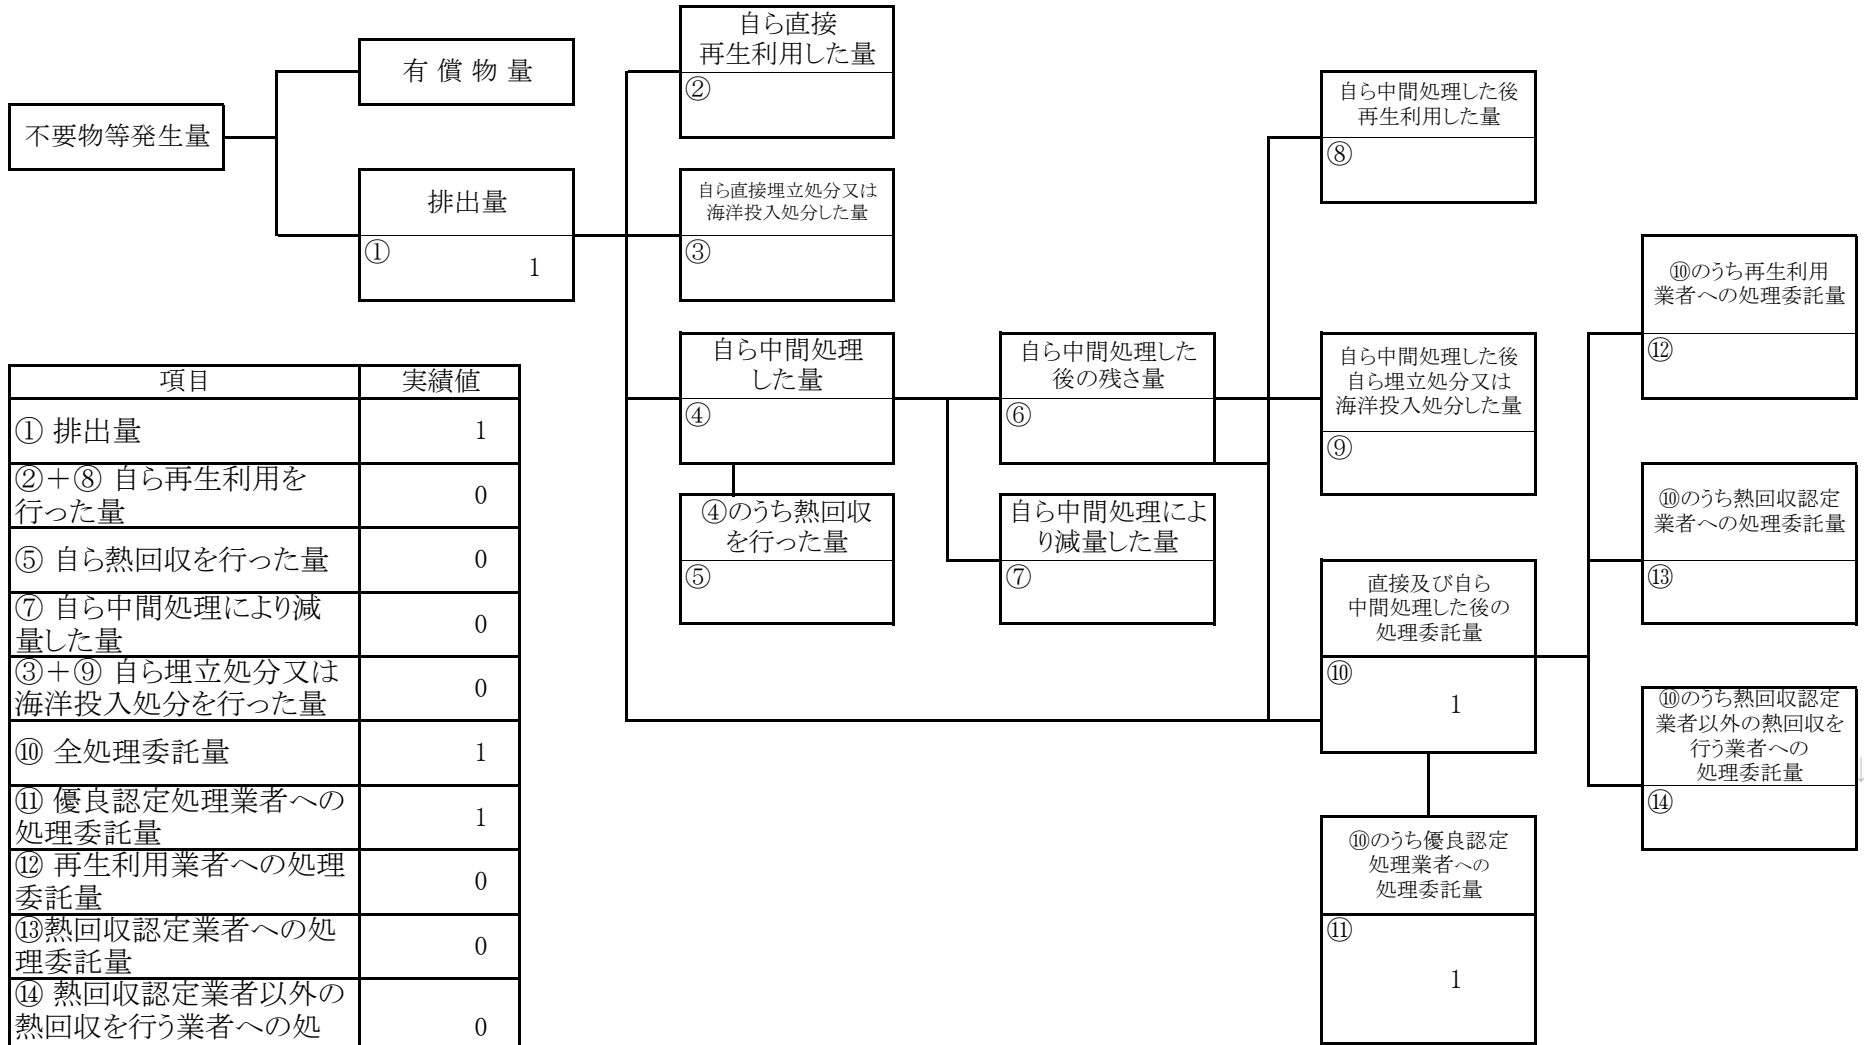 自ら直接
再生利用した量
②
有 償 物 量
不要物等発生量
排出量
①
1
自ら直接埋立処分又は
海洋投入処分した量
③
自ら中間処理した後
再生利用した量
⑧
⑩のうち再生利用
業者への処理委託量
⑫
自ら中間処理
した量
④
自ら中間処理した
後の残さ量
⑥
自ら中間処理した後
自ら埋立処分又は
海洋投入処分した量
⑨
④のうち熱回収
を行った量
⑤
自ら中間処理によ
り減量した量
⑦
⑩のうち熱回収認定
業者への処理委託量
⑬
直接及び自ら
中間処理した後の
処理委託量
⑩
1
⑩のうち熱回収認定
業者以外の熱回収を
行う業者への
処理委託量
⑭
⑩のうち優良認定
処理業者への
処理委託量
⑪
1
項目 実績値
① 排出量 1
②+⑧ 自ら再生利用を
行った量 0
⑤ 自ら熱回収を行った量 0
⑦ 自ら中間処理により減
量した量 0
③+⑨ 自ら埋立処分又は
海洋投入処分を行った量 0
⑩ 全処理委託量 1
⑪ 優良認定処理業者への
処理委託量 1
⑫ 再生利用業者への処理
委託量 0
⑬熱回収認定業者への処
理委託量 0
⑭ 熱回収認定業者以外の
熱回収を行う業者への処 0